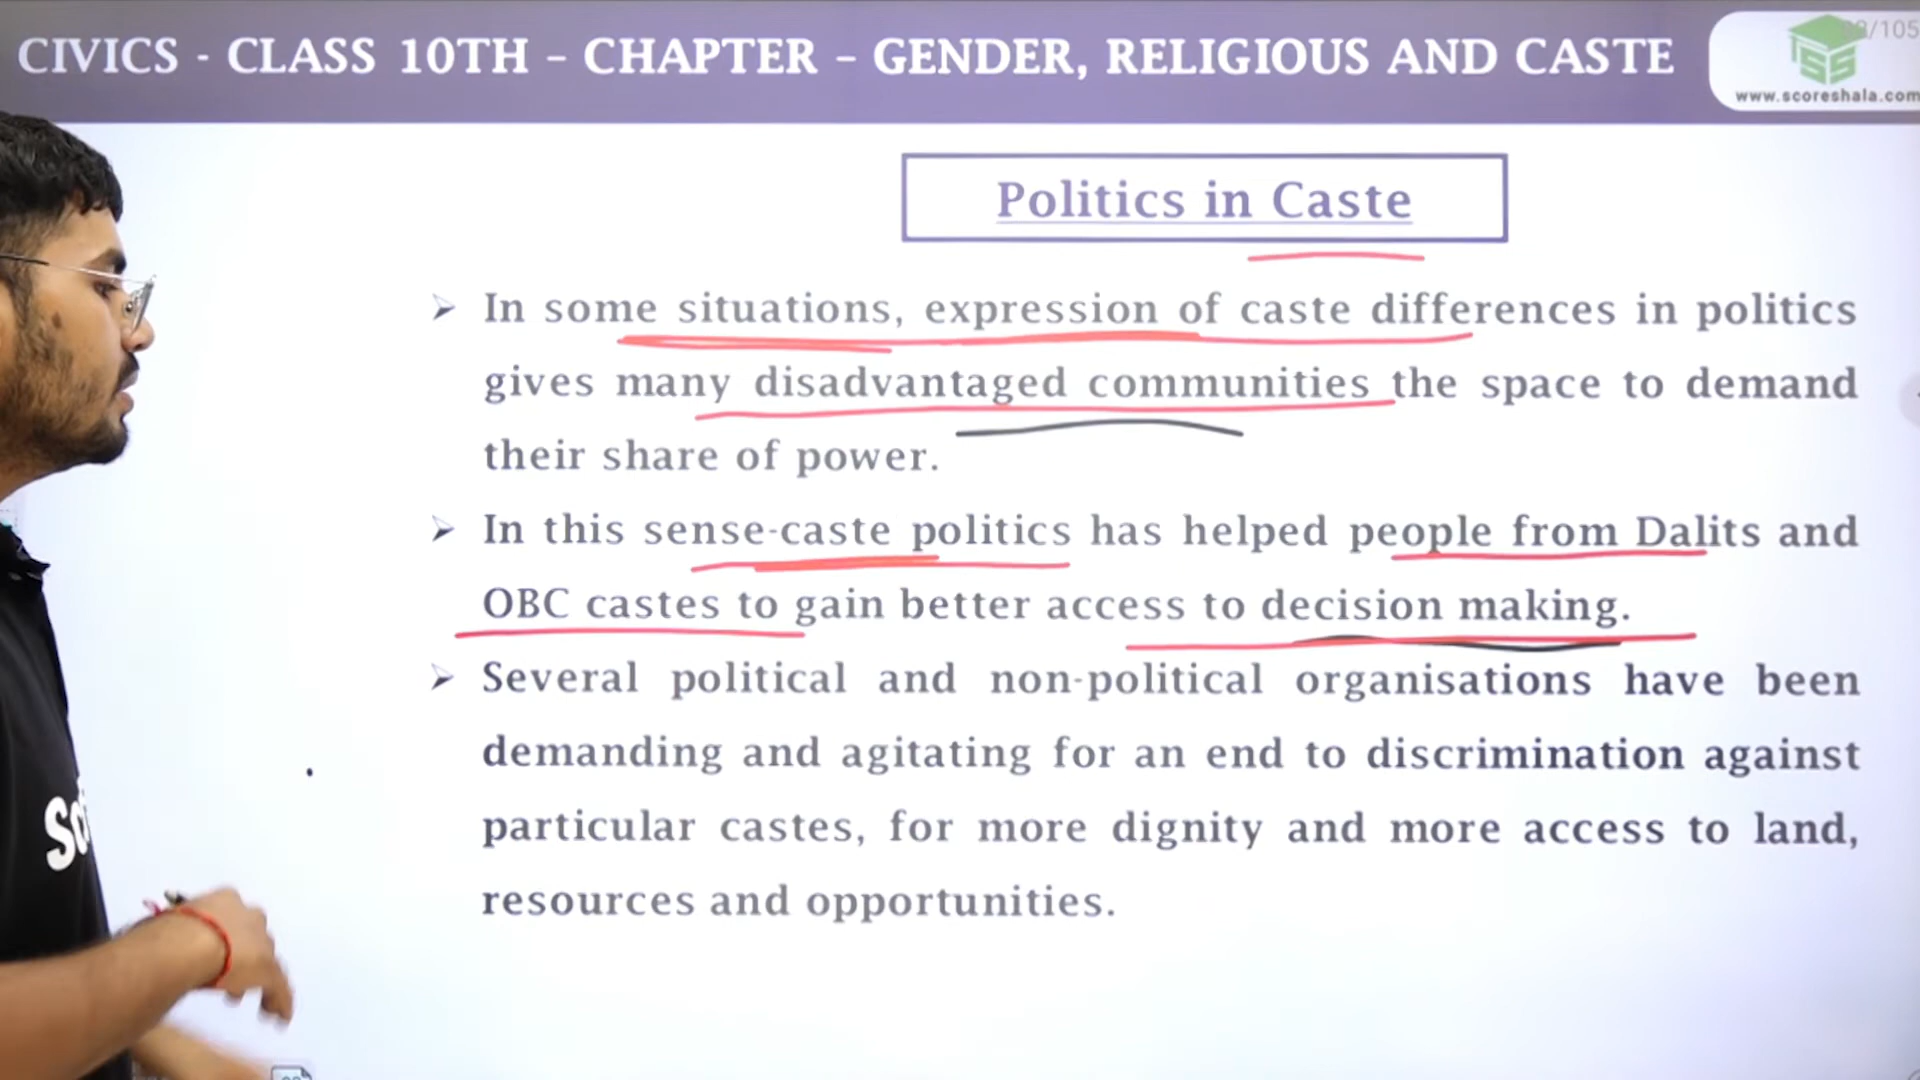 CIVICS - CLASS 10TH – CHAPTER – GENDER, RELIGIOUS AND CASTE
/105
www.scoreshala.com
Politics in Caste
➢ In some situations, expression of caste differences in politics
gives many disadvantaged communities the space to demand
their share of power.
➢ In this sense-caste politics has helped people from Dalits and
OBC castes to gain better access to decision making.
➢ Several political and non-political organisations have been
demanding and agitating for an end to discrimination against
particular castes, for more dignity and more access to land,
resources and opportunities.